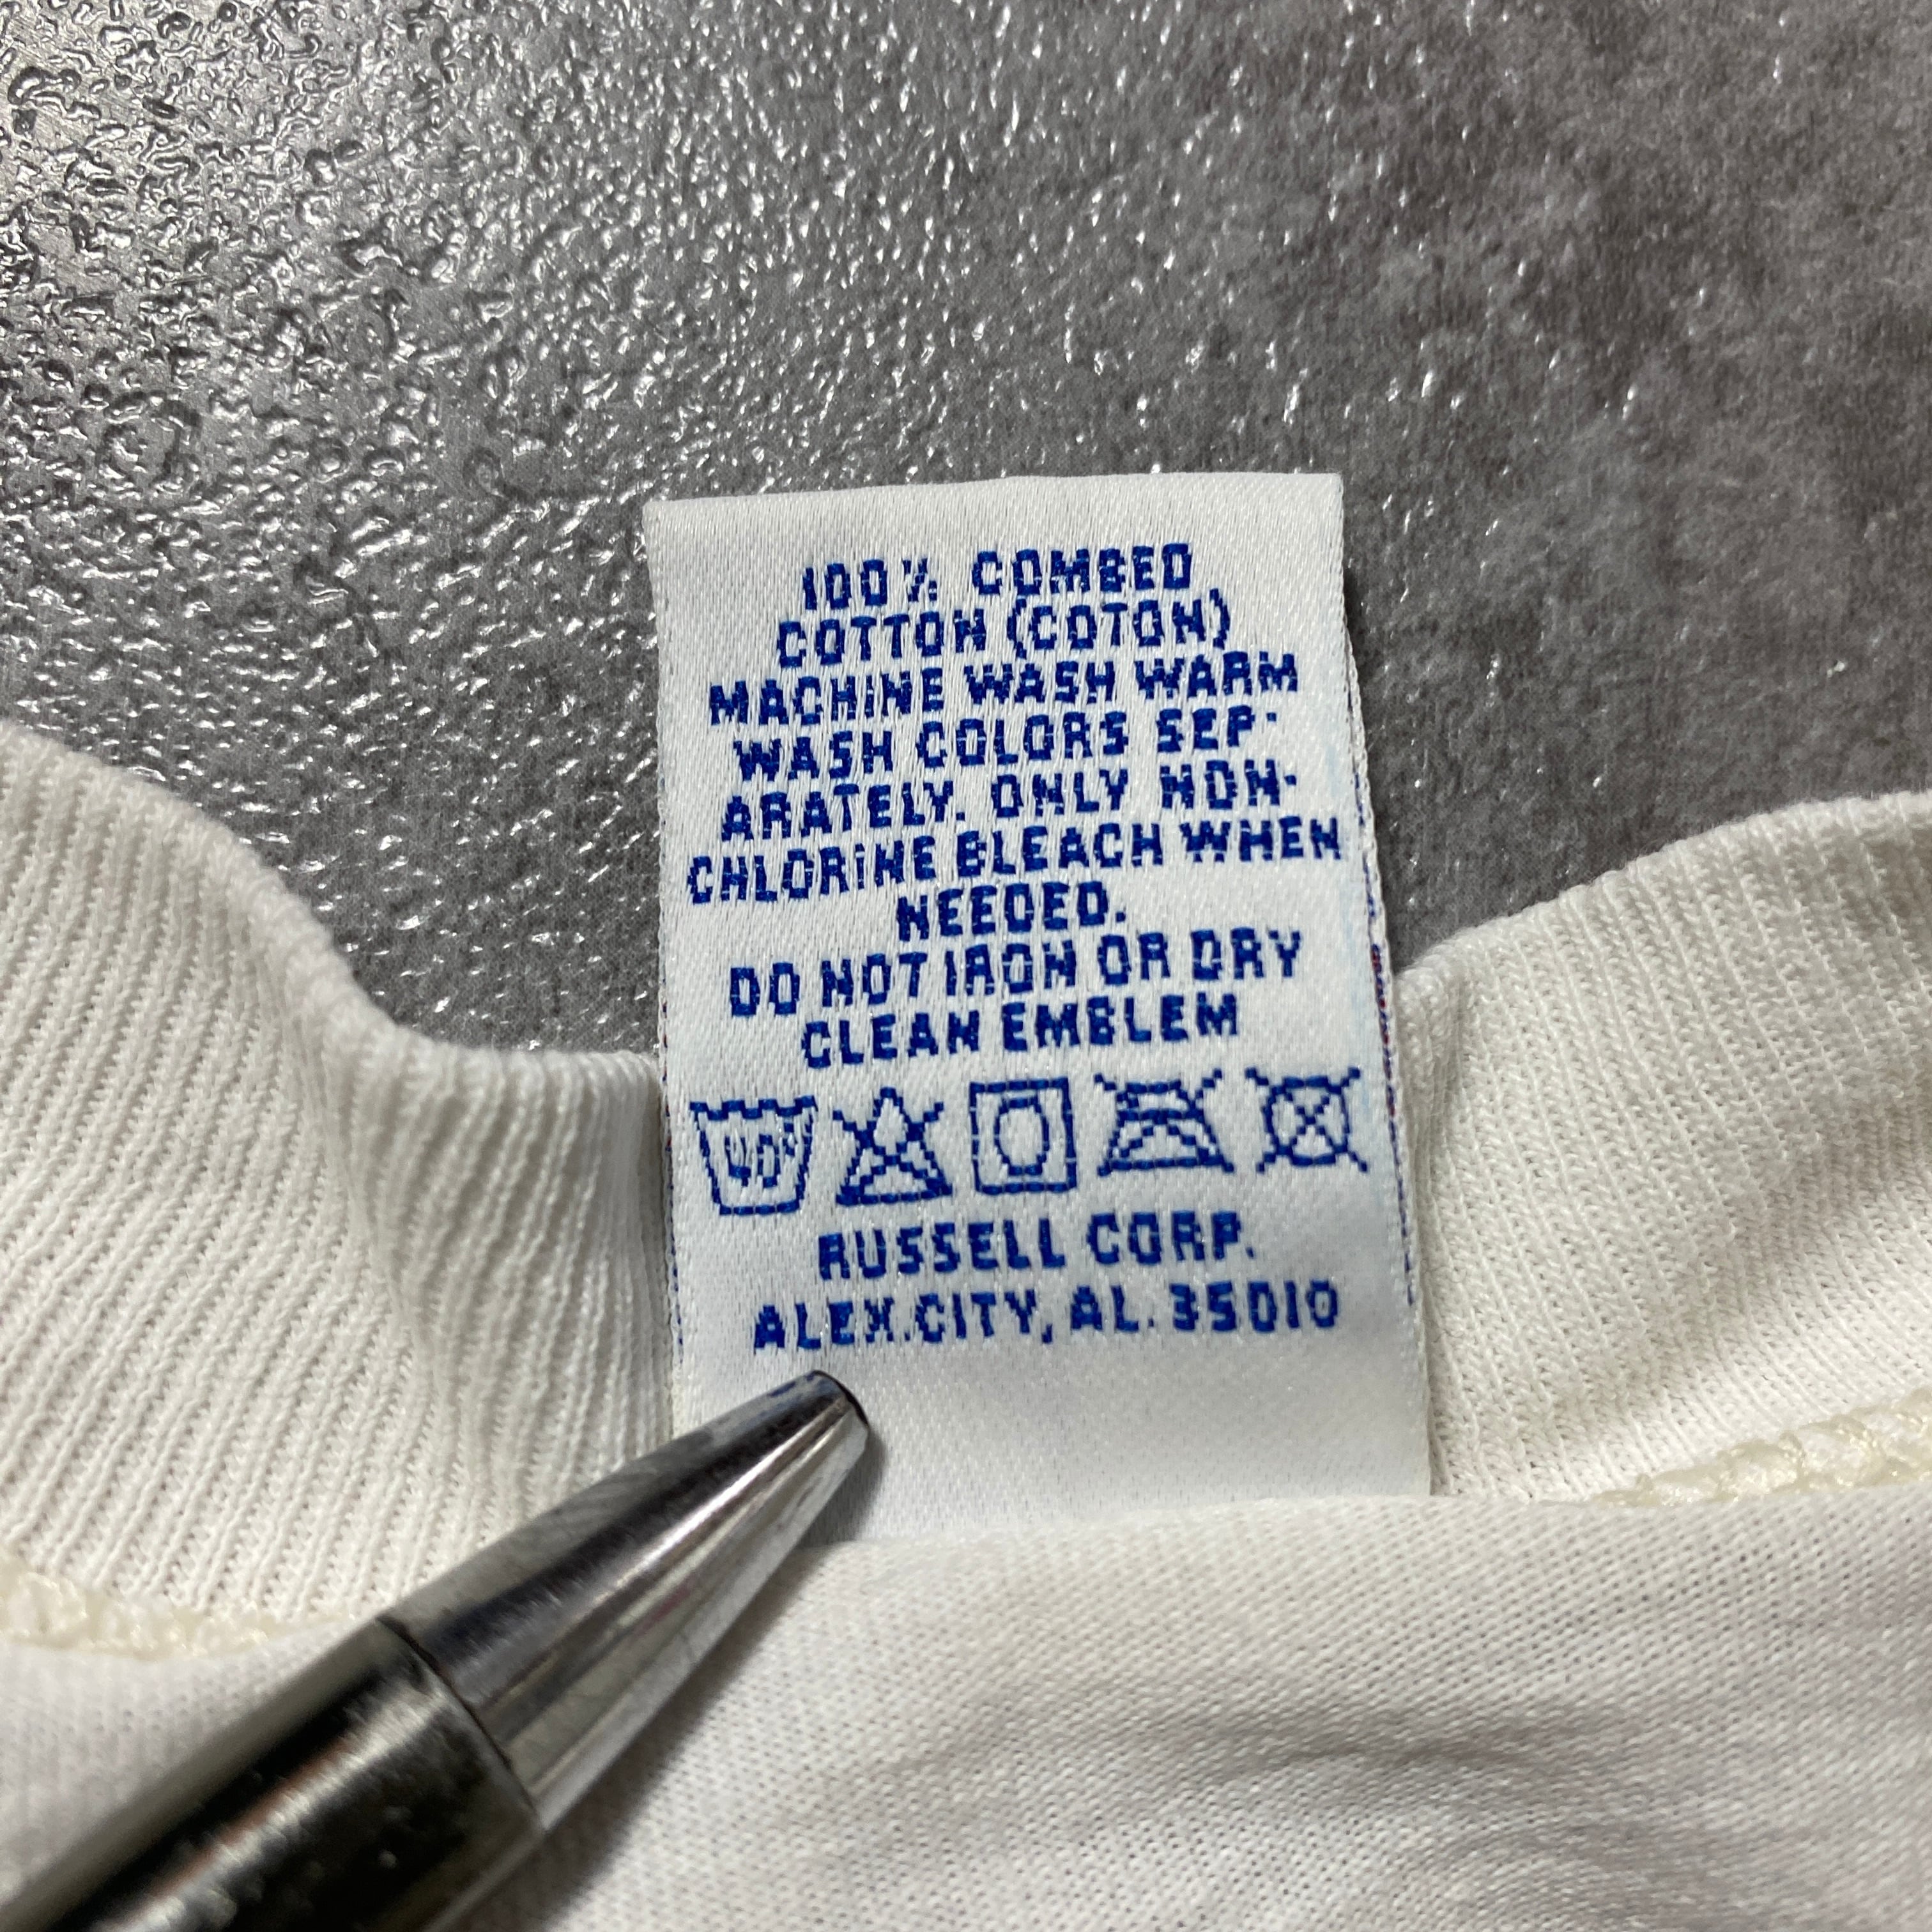 100% COMBED
COTTON (COTON)
MACHINE WASH WARM
WASH COLORS SEP-
ARATELY. ONLY NON-
CHLORINE BLEACH WHEN
NEEDED.
DO NOT IRON OR DRY
CLEAN EMBLEM
40°
RUSSELL CORP.
ALEX.CITY, AL. 35010